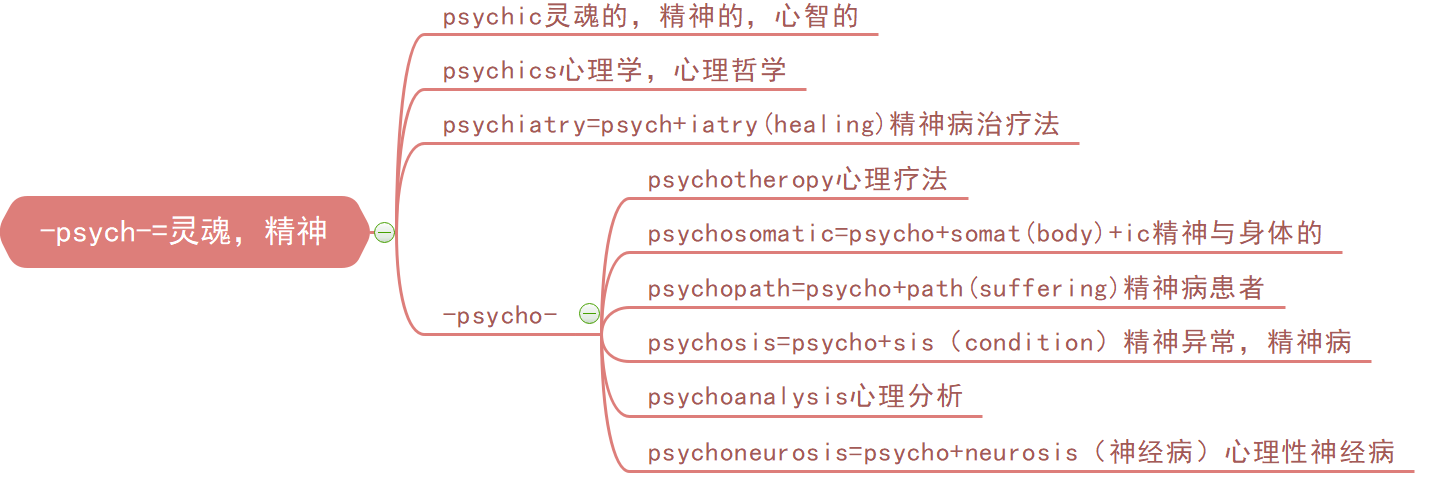 psychic灵魂的，精神的，心智的
psychics心理学，心理哲学
psychiatry=psych+iatry(healing)精神病治疗法
-psych-=灵魂，精神
-psycho-
psychotheropy心理疗法
psychosomatic=psycho+somat(body)+ic精神与身体的
psychopath=psycho+path(suffering)精神病患者
psychosis=psycho+sis（condition）精神异常，精神病
psychoanalysis心理分析
psychoneurosis=psycho+neurosis（神经病）心理性神经病